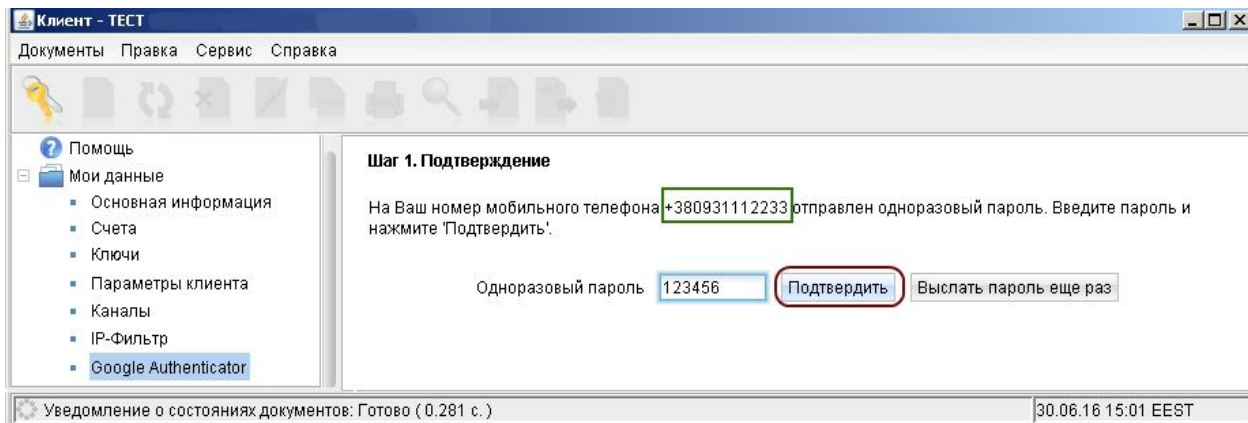 Клиент - ТЕСТ
Документы Правка Сервис Справка
Помощь
Мои данные
Основная информация
Счета
Ключи
Параметры клиента
Каналы
IP-Фильтр
Google Authenticator
Шаг 1. Подтверждение
На Ваш номер мобильного телефона +380931112233 отправлен одноразовый пароль. Введите пароль и
нажмите 'Подтвердить'.
Одноразовый пароль 123456 Подтвердить Выслать пароль еще раз
Уведомление о состояниях документов: Готово ( 0.281 с. ) 30.06.16 15:01 EEST